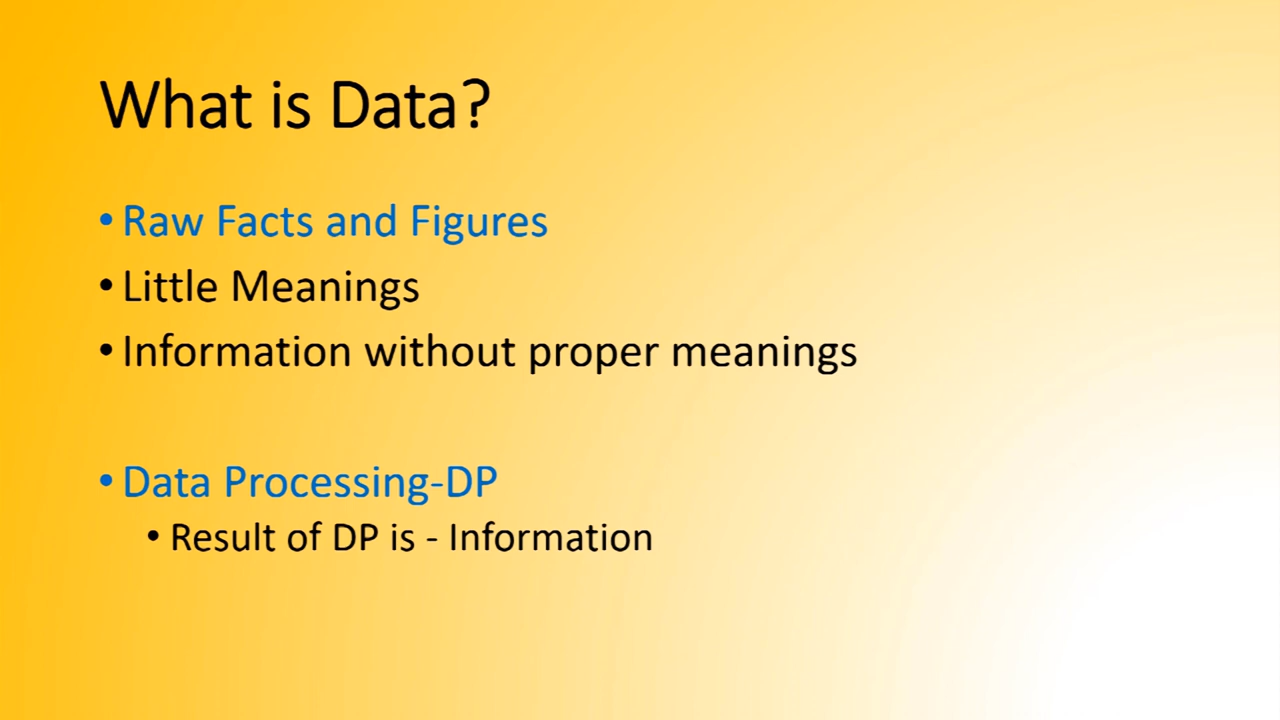 What is Data?
• Raw Facts and Figures
• Little Meanings
• Information without proper meanings
• Data Processing-DP
• Result of DP is - Information